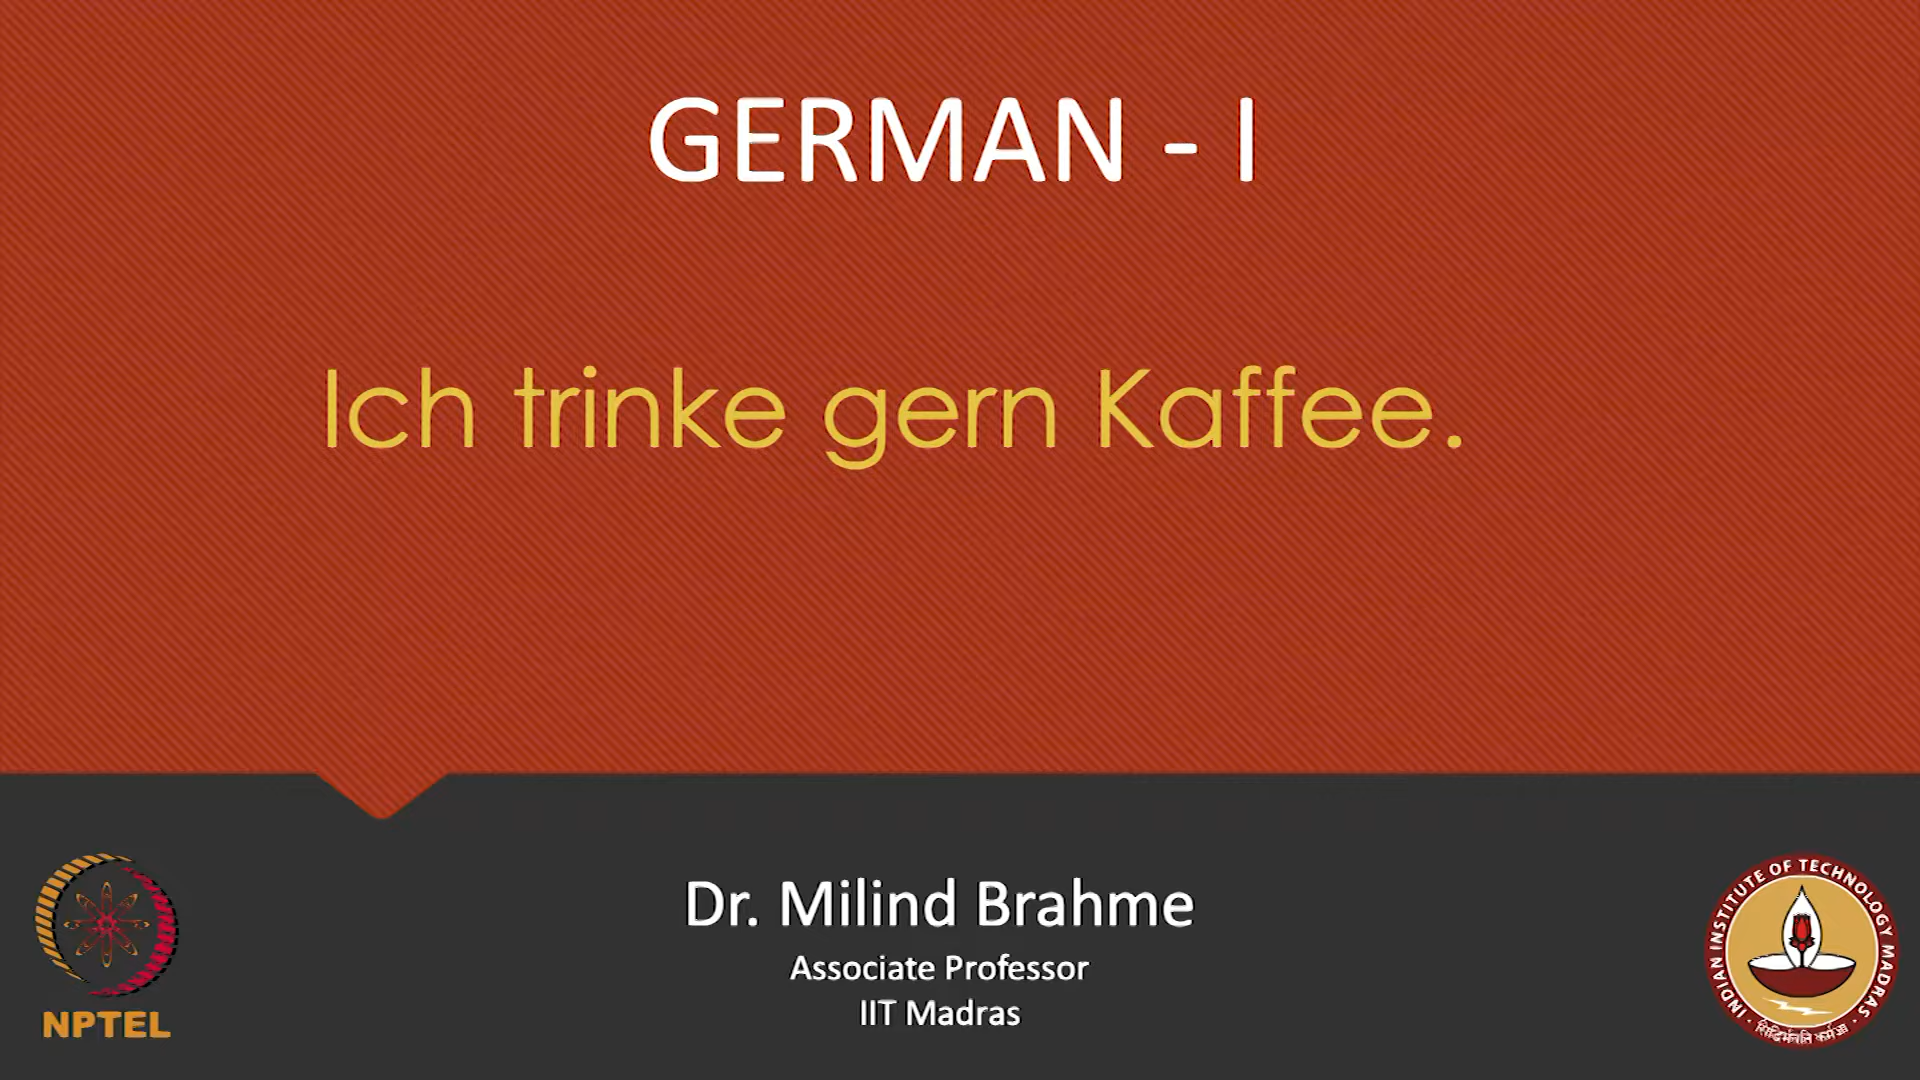 GERMAN - I
Ich trinke gern Kaffee.
Dr. Milind Brahme
Associate Professor
IIT Madras
NPTEL
INDIAN INSTITUTE OF TECHNOLOGY MADRAS